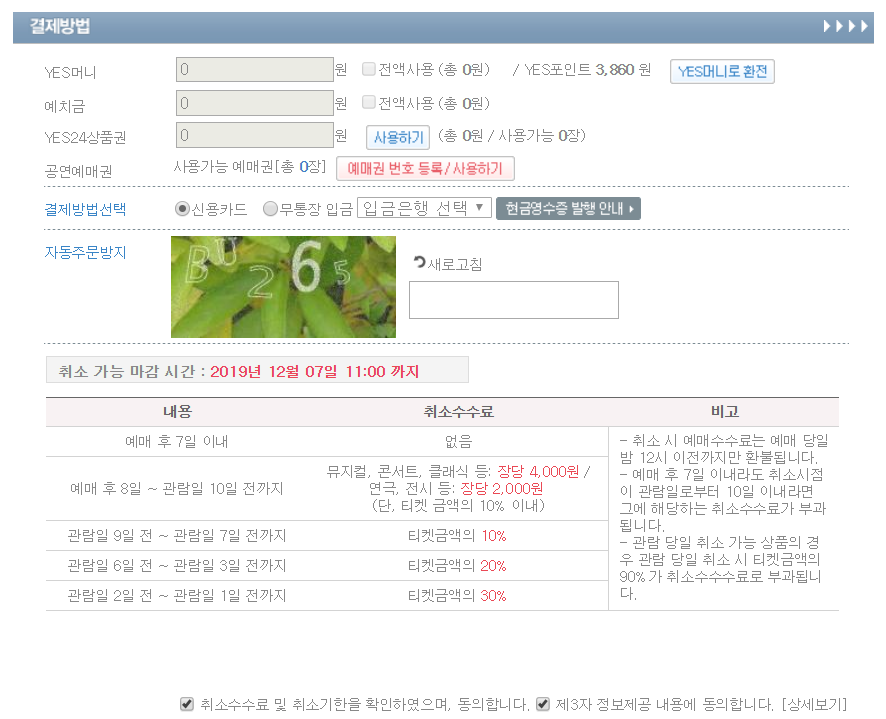 결제방법
YES머니 0 원 전액사용 (총 0원) / YES포인트 3,860 원 YES머니로 환전
예치금 0 원 전액사용 (총 0원)
YES24상품권 0 원 사용하기 (총 0원 / 사용가능 0장)
공연예매권 사용가능 예매권[총 0장] 예매권 번호 등록/사용하기
결제방법선택 신용카드 무통장 입금 입금은행 선택 현금영수증 발행 안내
자동주문방지
BU265
새로고침
취소 가능 마감 시간 : 2019년 12월 07일 11:00 까지
내용 취소수수료 비고
예매 후 7일 이내 없음
예매 후 8일 ~ 관람일 10일 전까지
뮤지컬, 콘서트, 클래식 등: 장당 4,000원 /
연극, 전시 등: 장당 2,000원
(단, 티켓 금액의 10% 이내)
관람일 9일 전 ~ 관람일 7일 전까지 티켓금액의 10%
관람일 6일 전 ~ 관람일 3일 전까지 티켓금액의 20%
관람일 2일 전 ~ 관람일 1일 전까지 티켓금액의 30%
- 취소 시 예매수수료는 예매 당일
밤 12시 이전까지만 환불됩니다.
- 예매 후 7일 이내라도 취소시점
이 관람일로부터 10일 이내라면
그에 해당하는 취소수수료가 부과
됩니다.
- 관람 당일 취소 가능 상품의 경
우 관람 당일 취소 시 티켓금액의
90%가 취소수수수료로 부과됩니
다.
취소수수료 및 취소기한을 확인하였으며, 동의합니다. 제3자 정보제공 내용에 동의합니다. [상세보기]